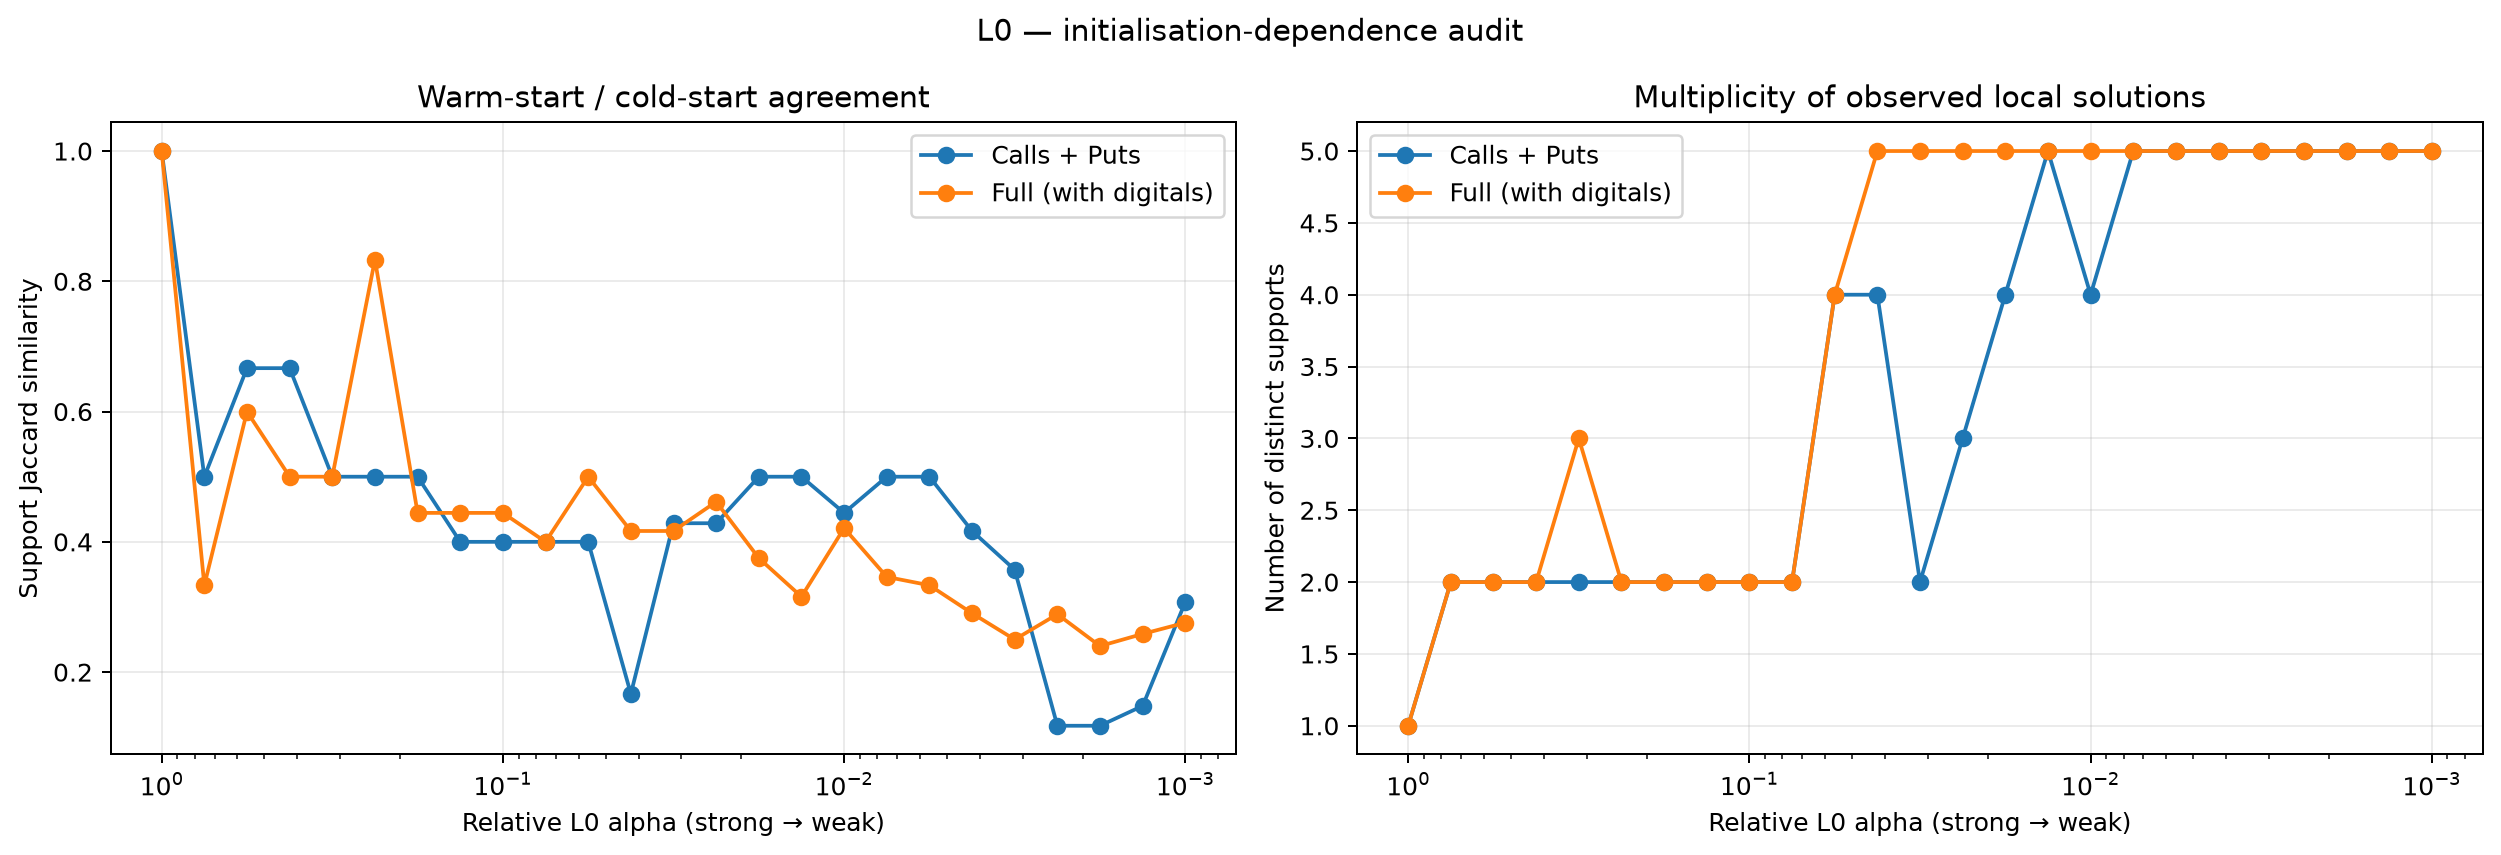 L0 — initialisation-dependence audit
Warm-start / cold-start agreement
Support Jaccard similarity
1.0
0.8
0.6
0.4
0.2
Calls + Puts
Full (with digitals)
10⁰
10⁻¹
10⁻²
10⁻³
Relative L0 alpha (strong → weak)
Multiplicity of observed local solutions
Number of distinct supports
5.0
4.5
4.0
3.5
3.0
2.5
2.0
1.5
1.0
Calls + Puts
Full (with digitals)
10⁰
10⁻¹
10⁻²
10⁻³
Relative L0 alpha (strong → weak)